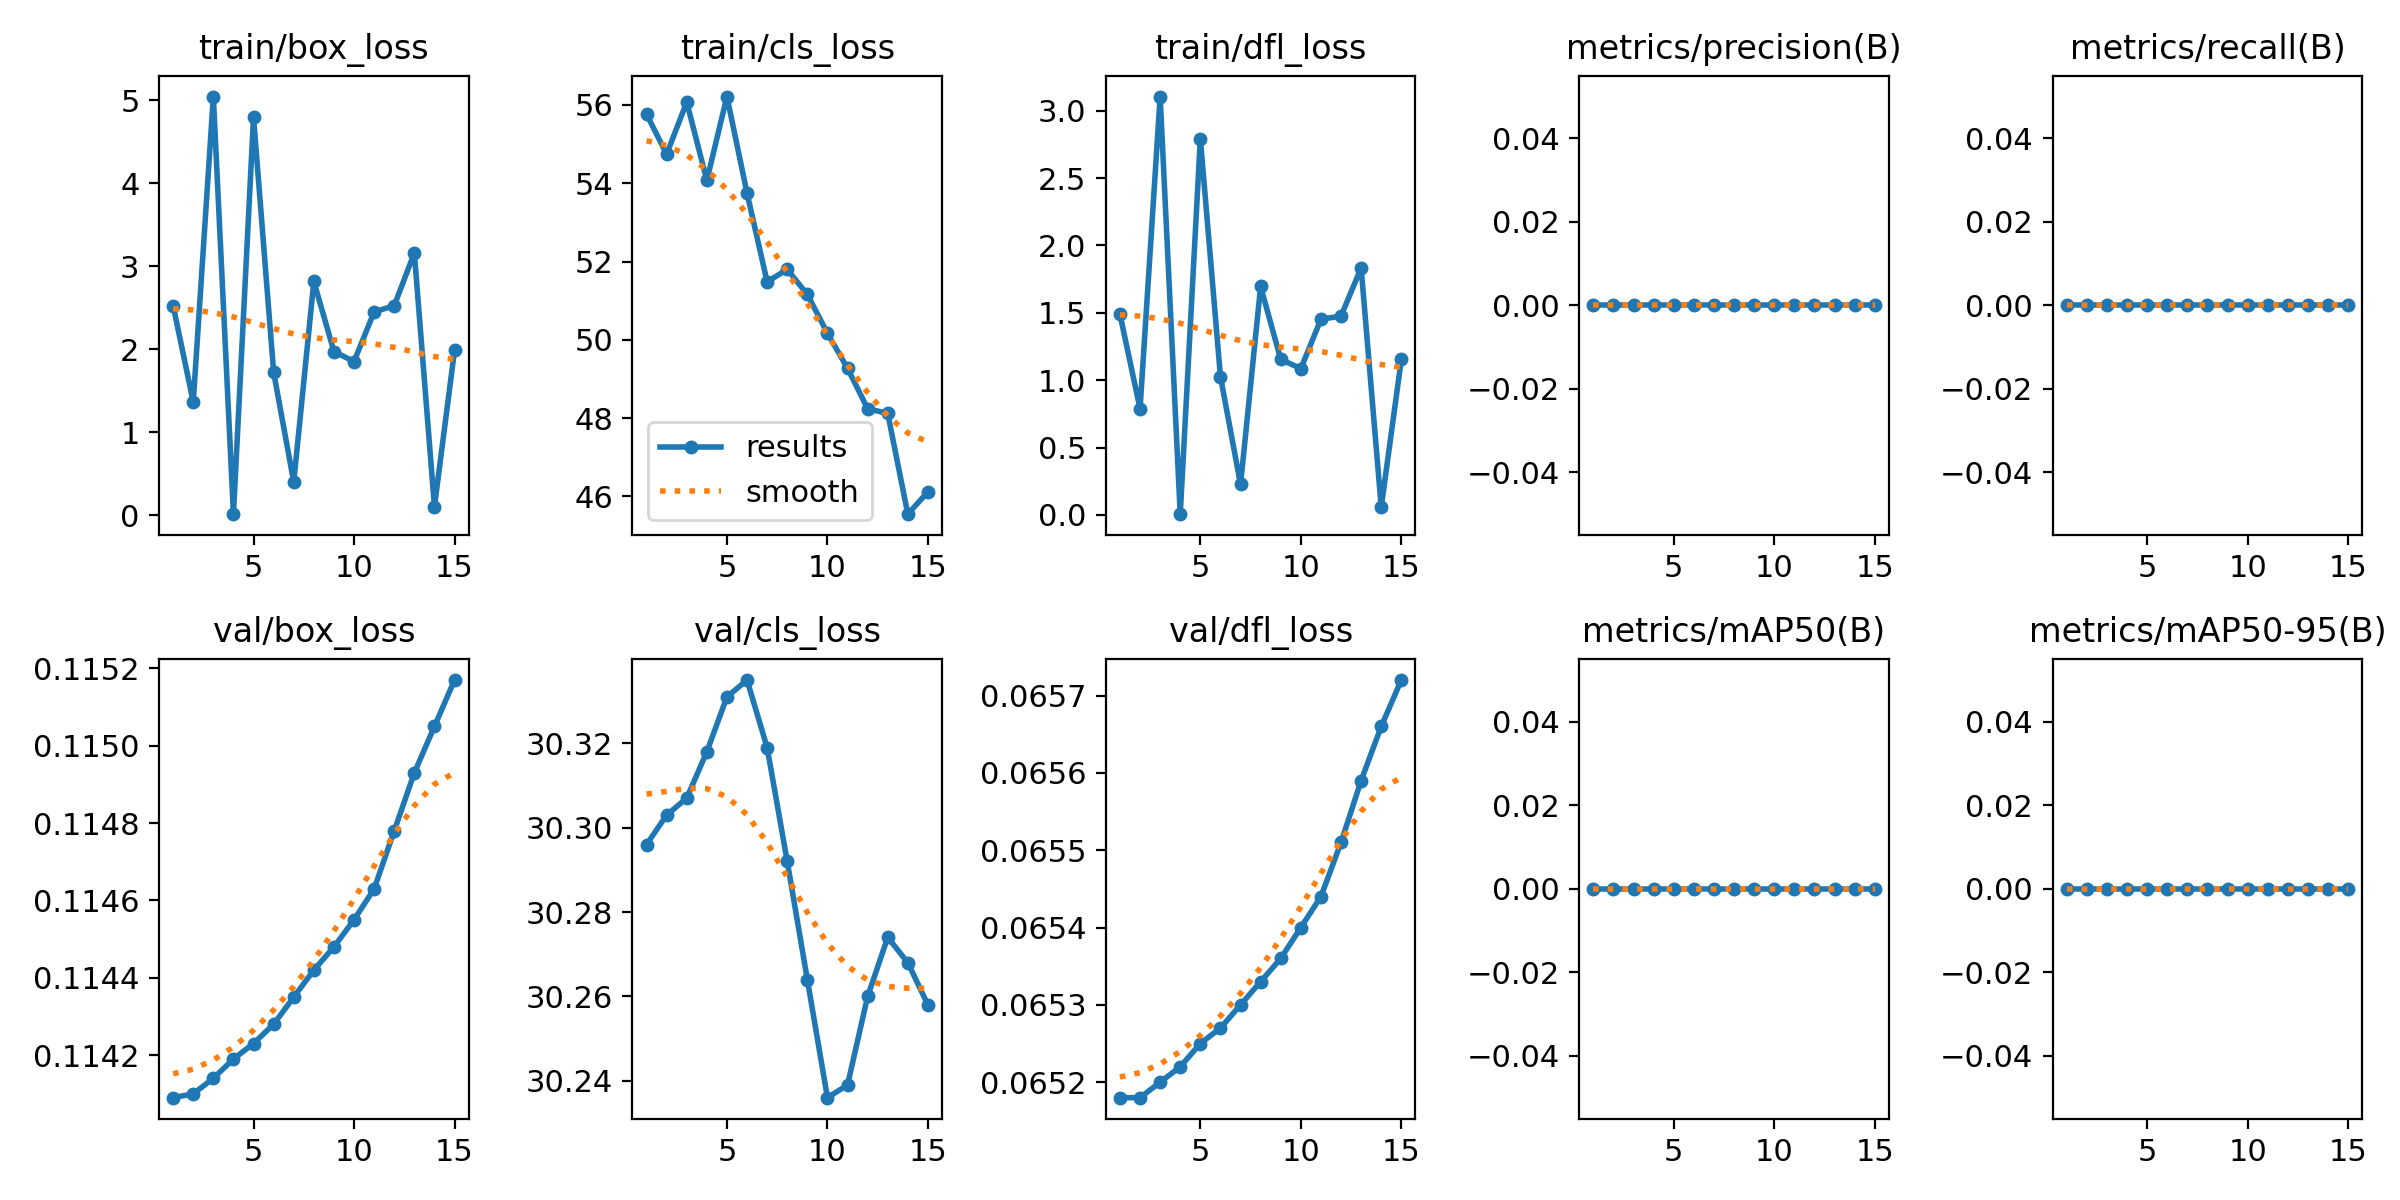 train/box_loss
train/cls_loss
train/dfl_loss
metrics/precision(B)
metrics/recall(B)
5
4
3
2
1
0
5 10 15
56
54
52
50
48
46
results
smooth
5 10 15
3.0
2.5
2.0
1.5
1.0
0.5
0.0
5 10 15
0.04
0.02
0.00
−0.02
−0.04
5 10 15
0.04
0.02
0.00
−0.02
−0.04
5 10 15
val/box_loss
val/cls_loss
val/dfl_loss
metrics/mAP50(B)
metrics/mAP50-95(B)
0.1152
0.1150
0.1148
0.1146
0.1144
0.1142
5 10 15
30.32
30.30
30.28
30.26
30.24
5 10 15
0.0657
0.0656
0.0655
0.0654
0.0653
0.0652
5 10 15
0.04
0.02
0.00
−0.02
−0.04
5 10 15
0.04
0.02
0.00
−0.02
−0.04
5 10 15